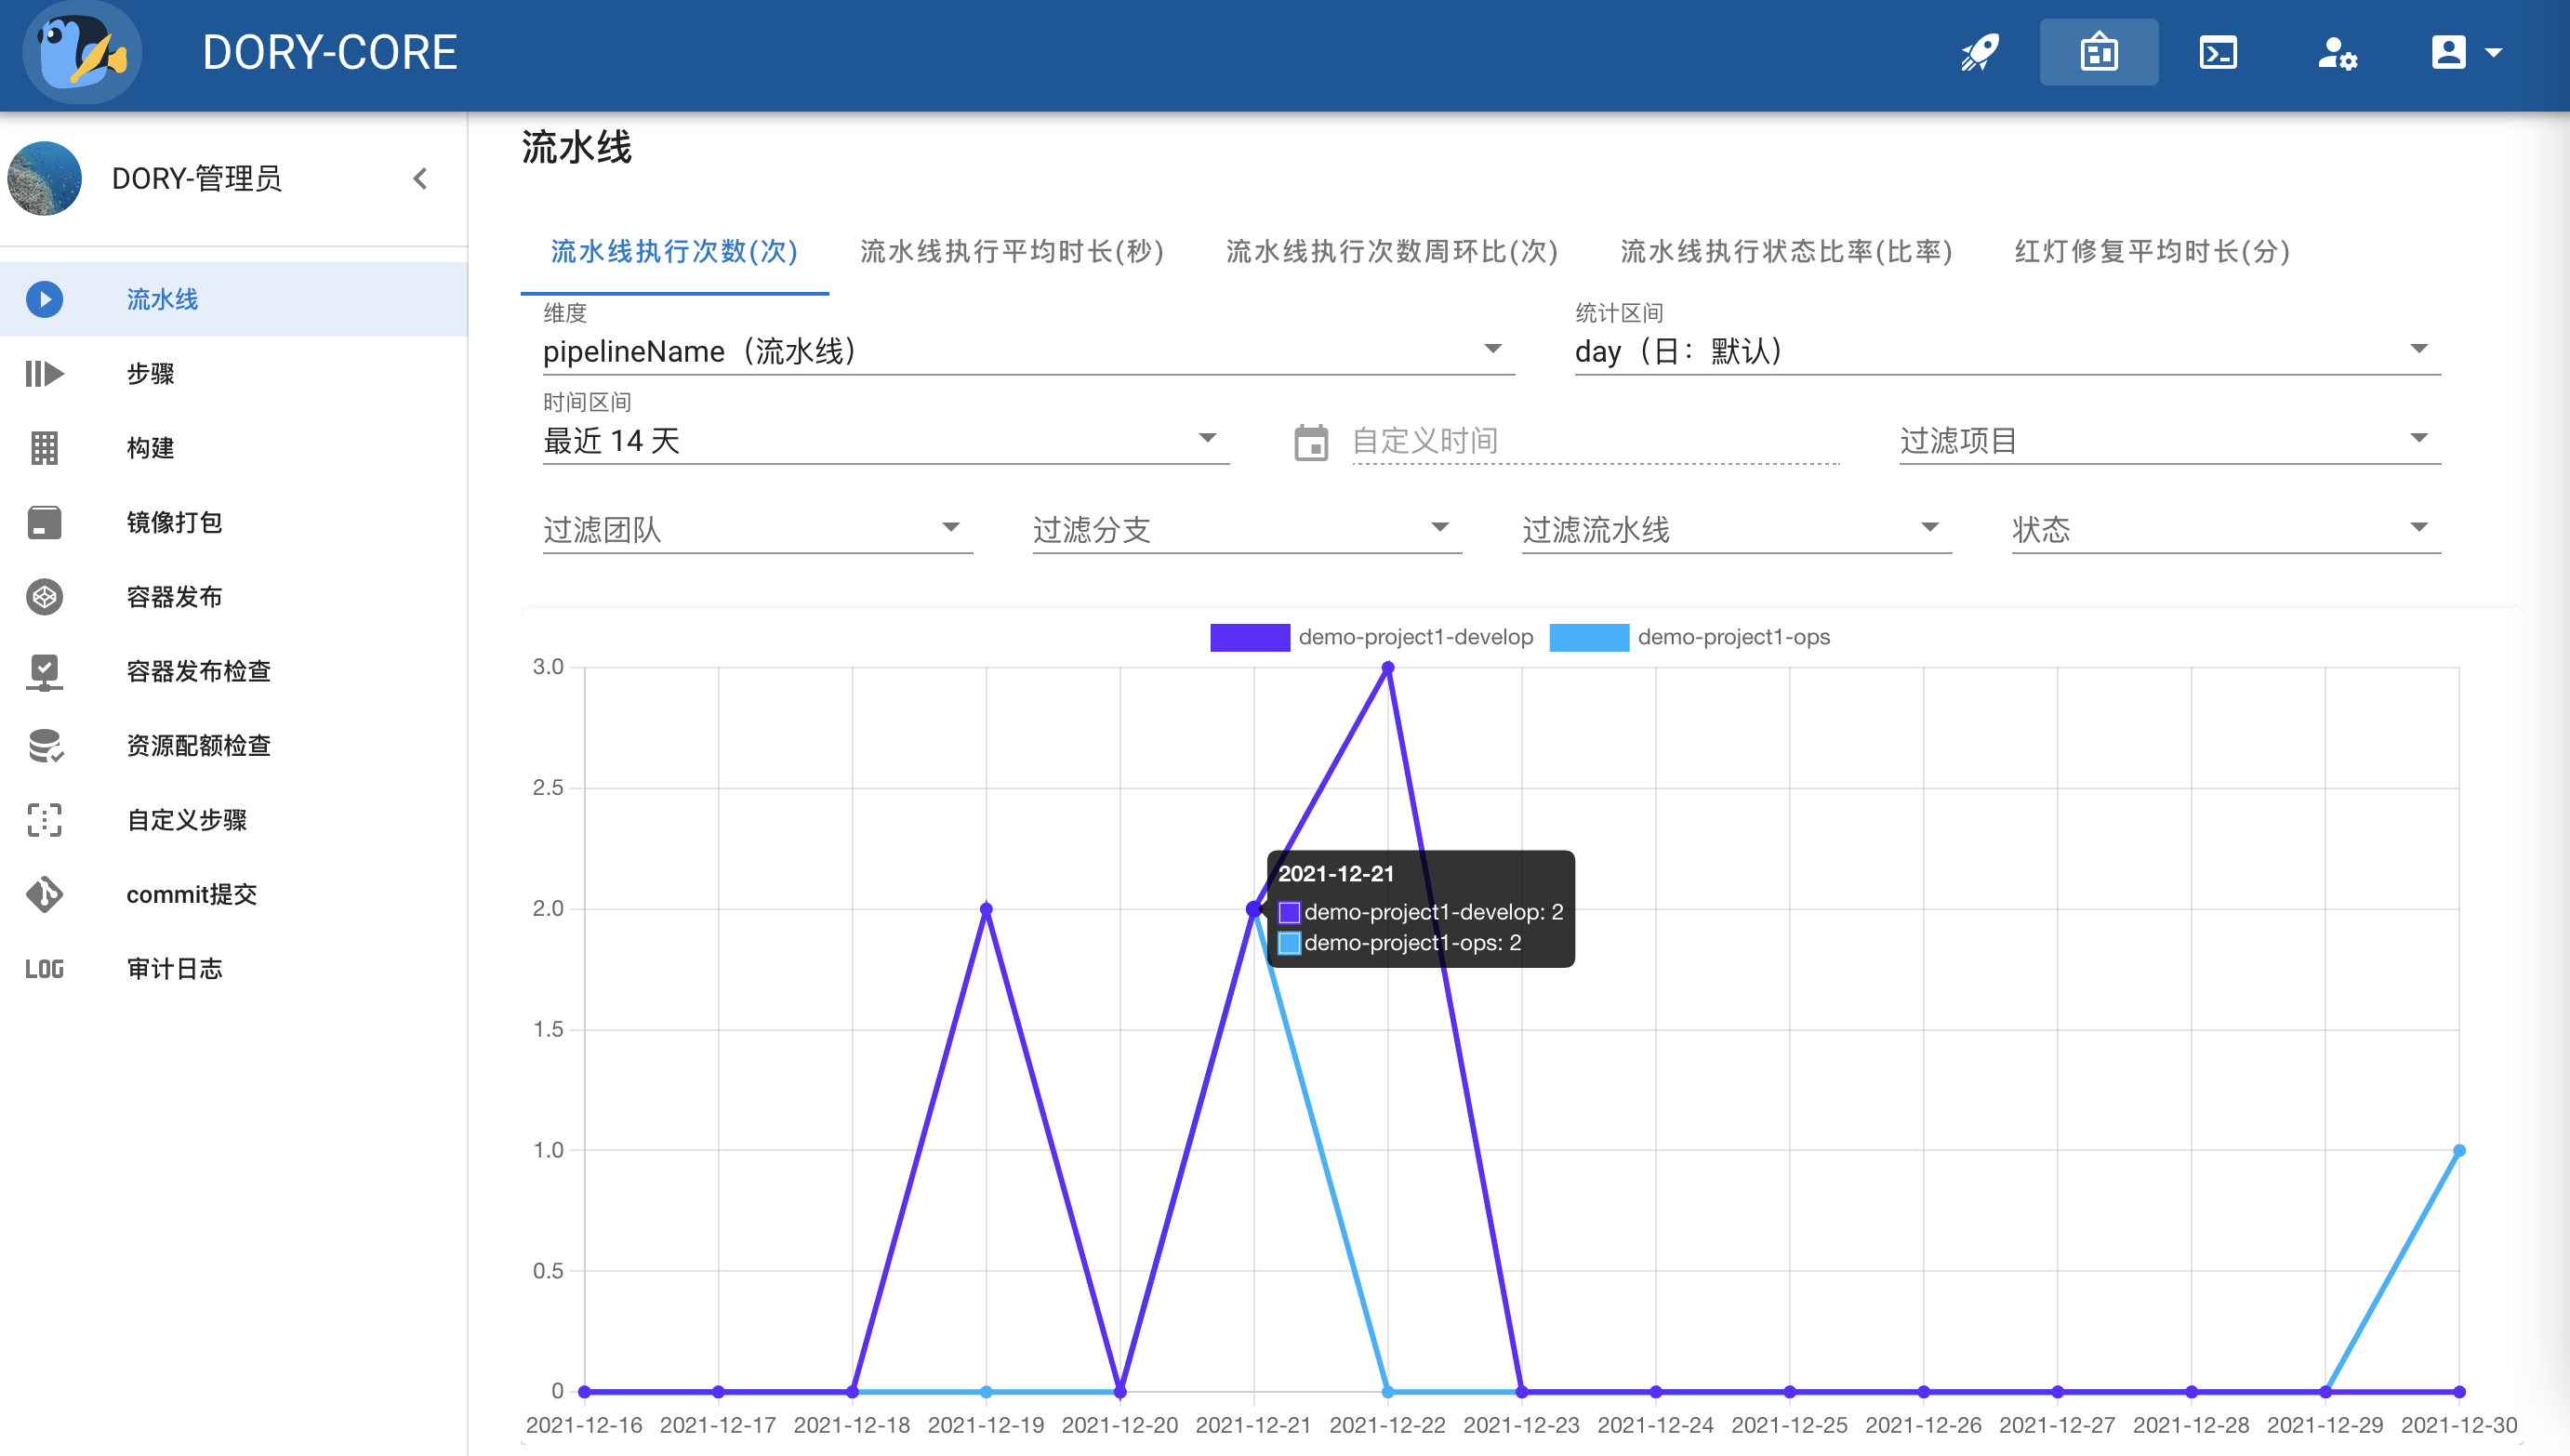 DORY-CORE
DORY-管理员
流水线
步骤
构建
镜像打包
容器发布
容器发布检查
资源配额检查
自定义步骤
commit提交
LOG 审计日志
流水线
流水线执行次数(次) 流水线执行平均时长(秒) 流水线执行次数周环比(次) 流水线执行状态比率(比率) 红灯修复平均时长(分)
维度 统计区间
pipelineName（流水线） day（日：默认）
时间区间
最近 14 天 自定义时间 过滤项目
过滤团队 过滤分支 过滤流水线 状态
demo-project1-develop demo-project1-ops
3.0
2.5
2.0
1.5
1.0
0.5
0
2021-12-21
demo-project1-develop: 2
demo-project1-ops: 2
2021-12-16 2021-12-17 2021-12-18 2021-12-19 2021-12-20 2021-12-21 2021-12-22 2021-12-23 2021-12-24 2021-12-25 2021-12-26 2021-12-27 2021-12-28 2021-12-29 2021-12-30